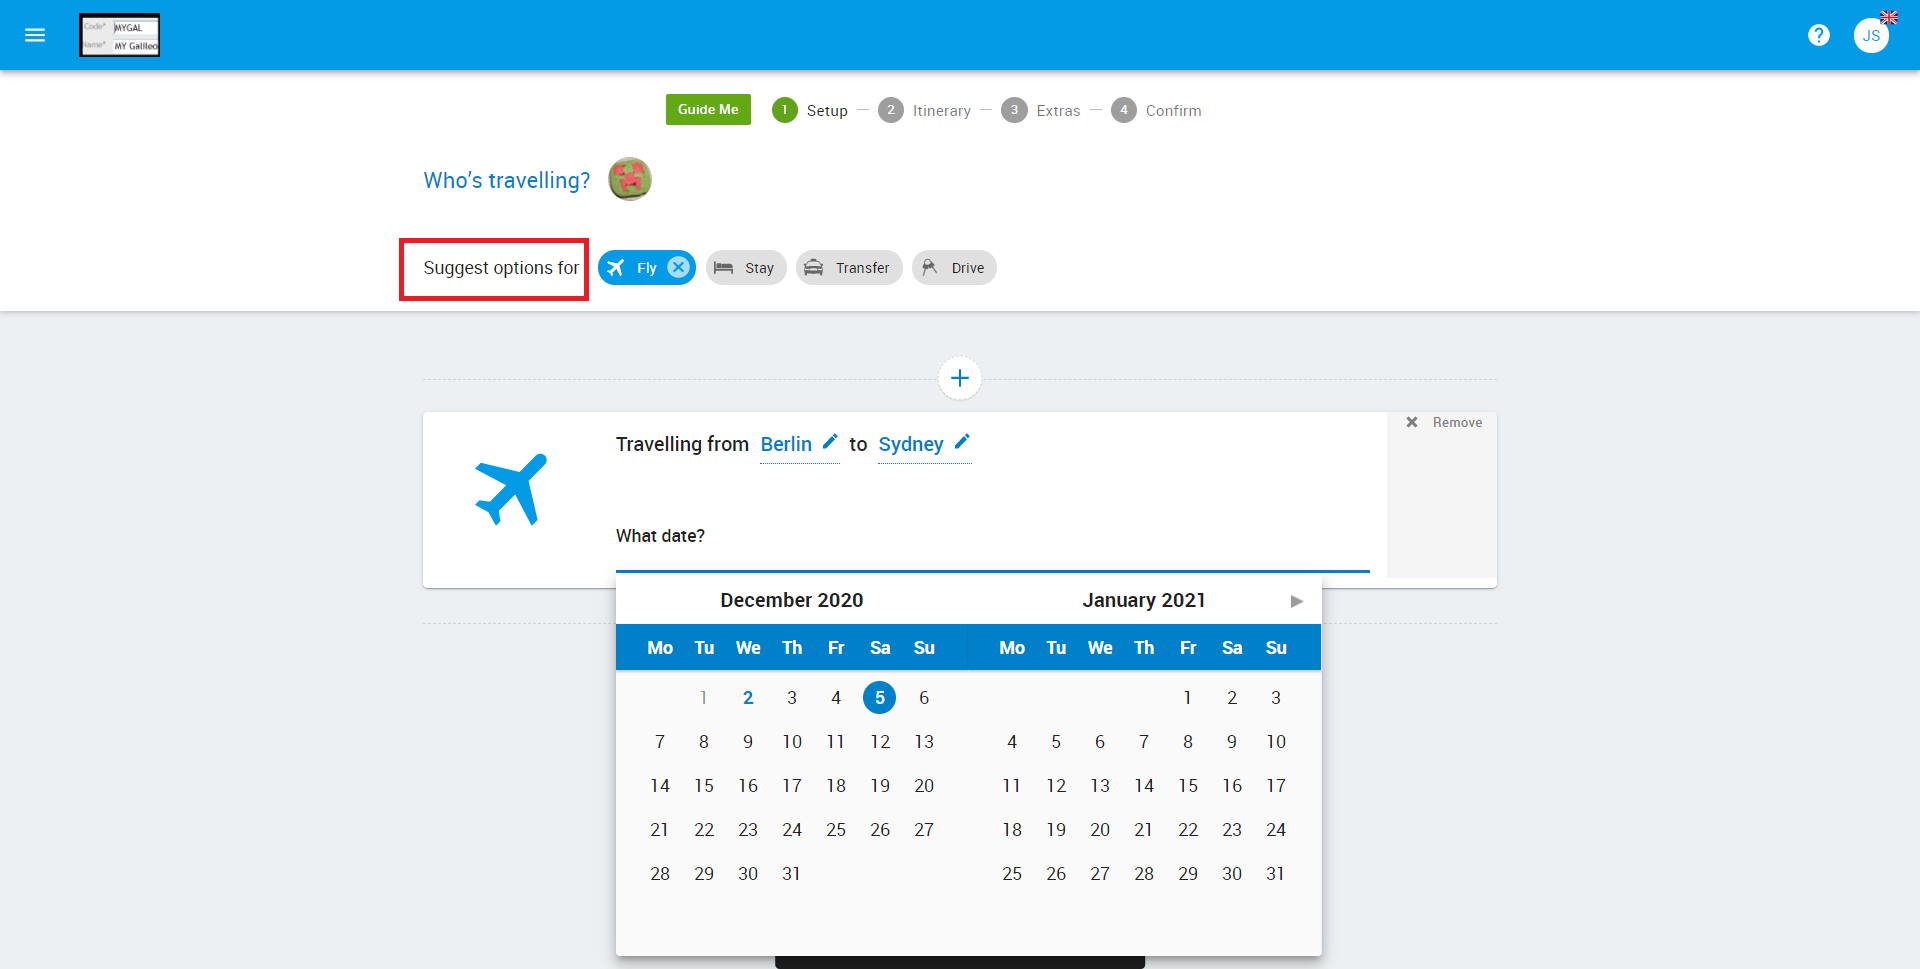 Code* MYGAL
Name* MY Galileo
? JS
Guide Me 1 Setup 2 Itinerary 3 Extras 4 Confirm
Who's travelling?
Suggest options for Fly Stay Transfer Drive
+
Travelling from Berlin to Sydney
Remove
What date?
December 2020 January 2021
Mo Tu We Th Fr Sa Su Mo Tu We Th Fr Sa Su
1 2 3 4 5 6 1 2 3
7 8 9 10 11 12 13 4 5 6 7 8 9 10
14 15 16 17 18 19 20 11 12 13 14 15 16 17
21 22 23 24 25 26 27 18 19 20 21 22 23 24
28 29 30 31 25 26 27 28 29 30 31